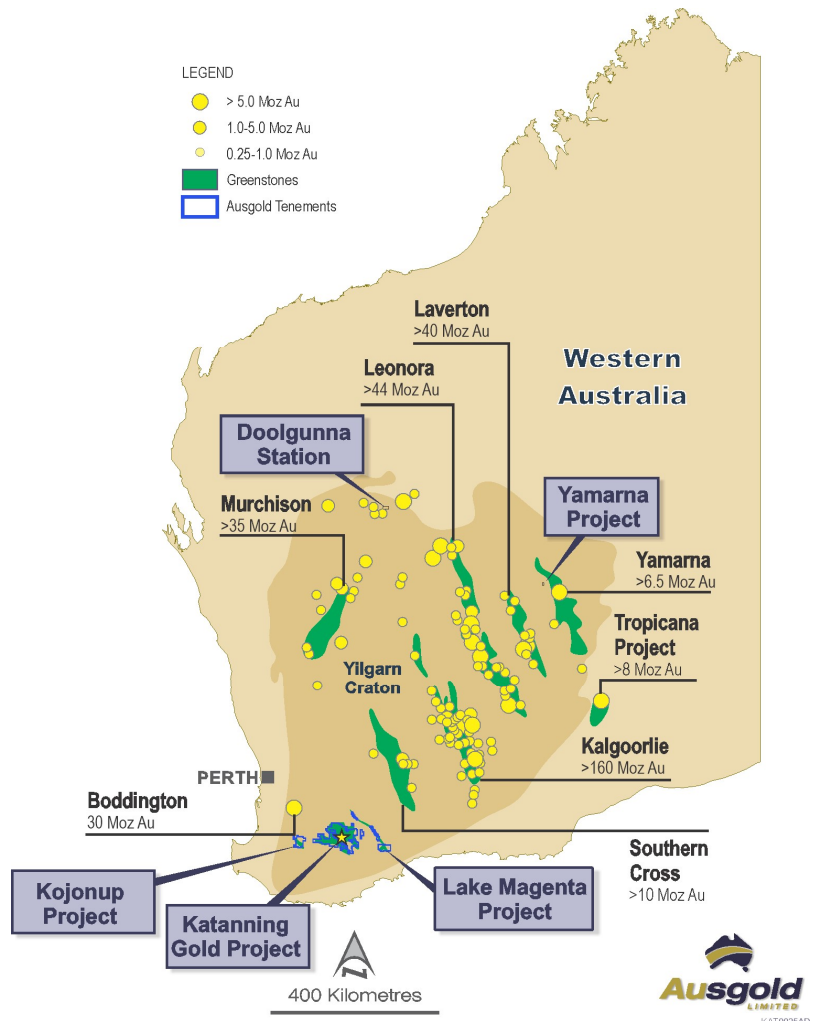 LEGEND
> 5.0 Moz Au
1.0-5.0 Moz Au
0.25-1.0 Moz Au
Greenstones
Ausgold Tenements
Laverton
>40 Moz Au
Western
Australia
Leonora
>44 Moz Au
Doolgunna
Station
Murchison
>35 Moz Au
Yamarna
Project
Yamarna
>6.5 Moz Au
Tropicana
Project
>8 Moz Au
Yilgarn
Craton
Kalgoorlie
>160 Moz Au
PERTH
Boddington
30 Moz Au
Southern
Cross
>10 Moz Au
Kojonup
Project
Katanning
Gold Project
Lake Magenta
Project
N
400 Kilometres
Ausgold
LIMITED